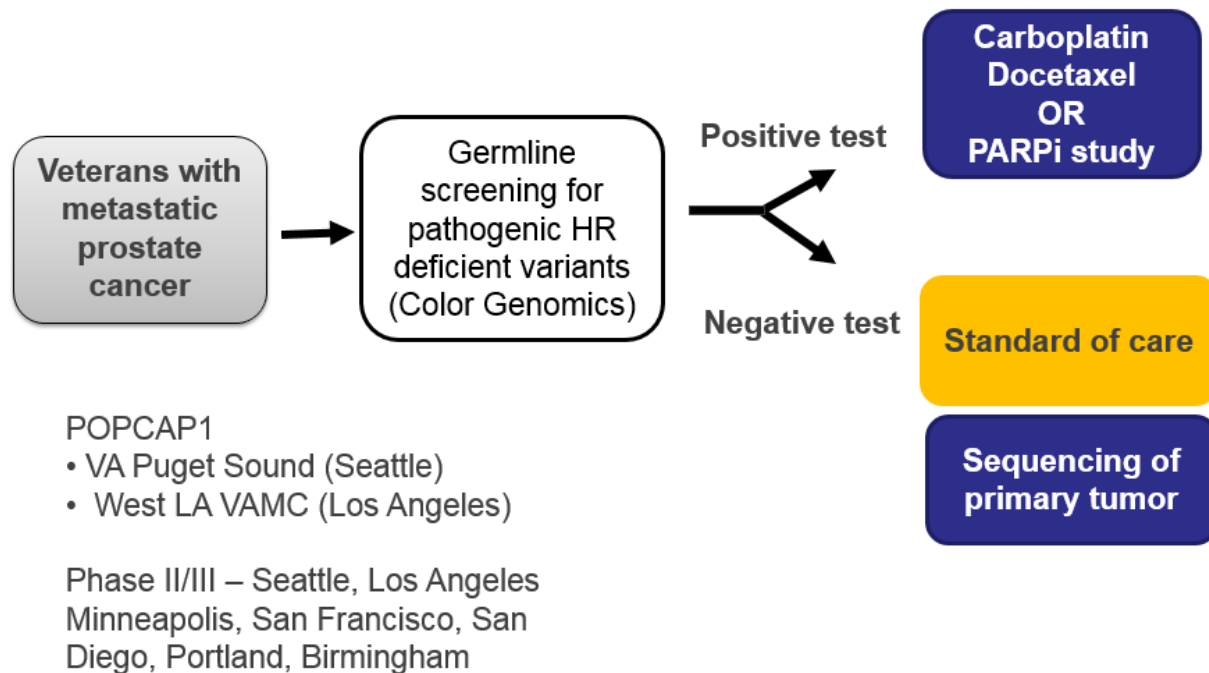 Veterans with
metastatic
prostate
cancer
Germline
screening for
pathogenic HR
deficient variants
(Color Genomics)
Positive test
Negative test
Carboplatin
Docetaxel
OR
PARPi study
Standard of care
Sequencing of
primary tumor
POPCAP1
• VA Puget Sound (Seattle)
• West LA VAMC (Los Angeles)
Phase II/III – Seattle, Los Angeles
Minneapolis, San Francisco, San
Diego, Portland, Birmingham